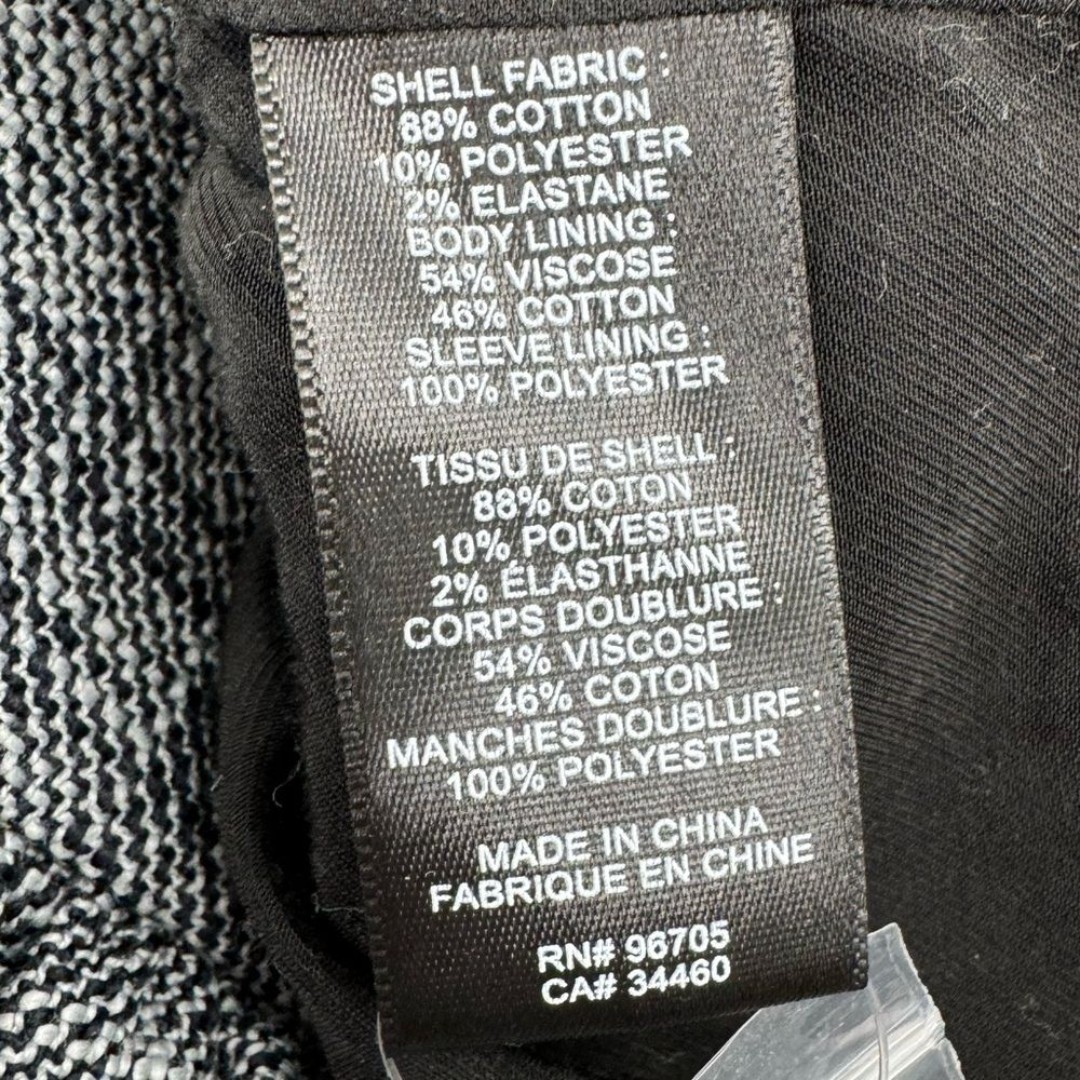 SHELL FABRIC :
88% COTTON
10% POLYESTER
2% ELASTANE
BODY LINING :
54% VISCOSE
46% COTTON
SLEEVE LINING :
100% POLYESTER
TISSU DE SHELL :
88% COTON
10% POLYESTER
2% ÉLASTHANNE
CORPS DOUBLURE :
54% VISCOSE
46% COTON
MANCHES DOUBLURE :
100% POLYESTER
MADE IN CHINA
FABRIQUE EN CHINE
RN# 96705
CA# 34460